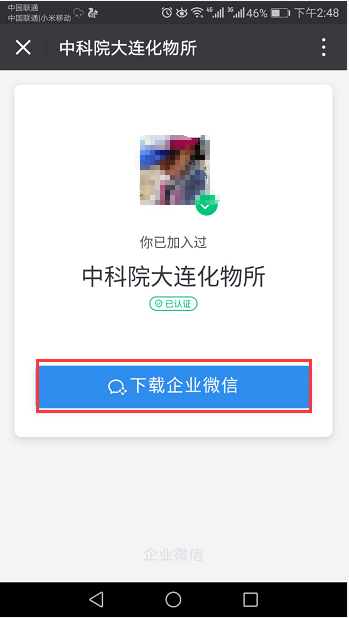 中国联通
中国联通|小米移动
4G
3G
46%
下午2:48
中科院大连化物所
你已加入过
中科院大连化物所
已认证
下载企业微信
企业微信